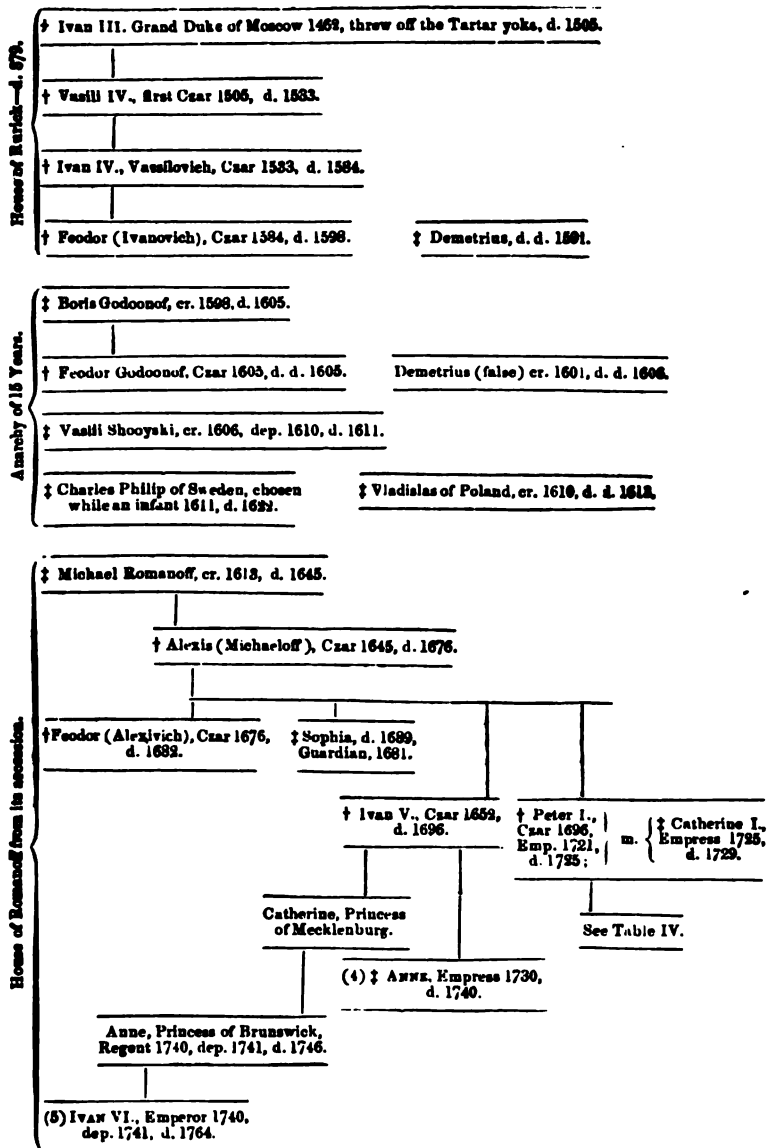 House of Rurick—d. 879.
† Ivan III. Grand Duke of Moscow 1462, threw off the Tartar yoke, d. 1505.
† Vasili IV., first Czar 1505, d. 1533.
† Ivan IV., Vassilovich, Czar 1533, d. 1584.
† Feodor (Ivanovich), Czar 1584, d. 1598.
‡ Demetrius, d. d. 1591.
Anarchy of 15 Years.
‡ Boris Godoonof, cr. 1598, d. 1605.
† Feodor Godoonof, Czar 1605, d. d. 1605.
Demetrius (false) cr. 1601, d. d. 1606.
‡ Vasili Shooyski, cr. 1606, dep. 1610, d. 1611.
‡ Charles Philip of Sweden, chosen
while an infant 1611, d. 1622.
‡ Vladislas of Poland, cr. 1610, d. d.
House of Romanoff from its accession.
‡ Michael Romanoff, cr. 1613, d. 1645.
† Alexis (Michaeloff), Czar 1645, d. 1676.
†Feodor (Alexivich), Czar 1676,
d. 1682.
‡ Sophia, d. 1689,
Guardian, 1681.
† Ivan V., Czar 1652,
d. 1696.
† Peter I.,
Czar 1696,
Emp. 1721,
d. 1725;
m.
‡ Catherine I.,
Empress 1725,
d. 1729.
Catherine, Princess
of Mecklenburg.
See Table IV.
(4) ‡ ANNE, Empress 1730,
d. 1740.
Anne, Princess of Brunswick,
Regent 1740, dep. 1741, d. 1746.
(5) IVAN VI., Emperor 1740,
dep. 1741, d. 1764.